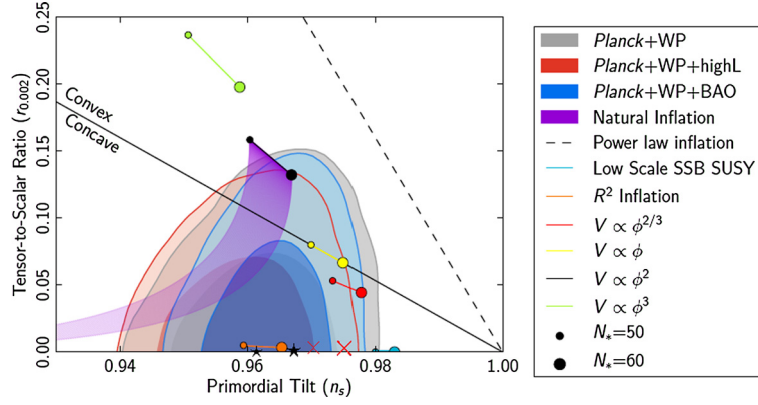 Tensor-to-Scalar Ratio (r0.002)
0.25
0.20
0.15
0.10
0.05
0.00
Convex
Concave
0.94
0.96
0.98
1.00
Primordial Tilt (ns)
Planck+WP
Planck+WP+highL
Planck+WP+BAO
Natural Inflation
Power law inflation
Low Scale SSB SUSY
R² Inflation
V ∝ ϕ^2/3
V ∝ ϕ
V ∝ ϕ²
V ∝ ϕ³
N*=50
N*=60